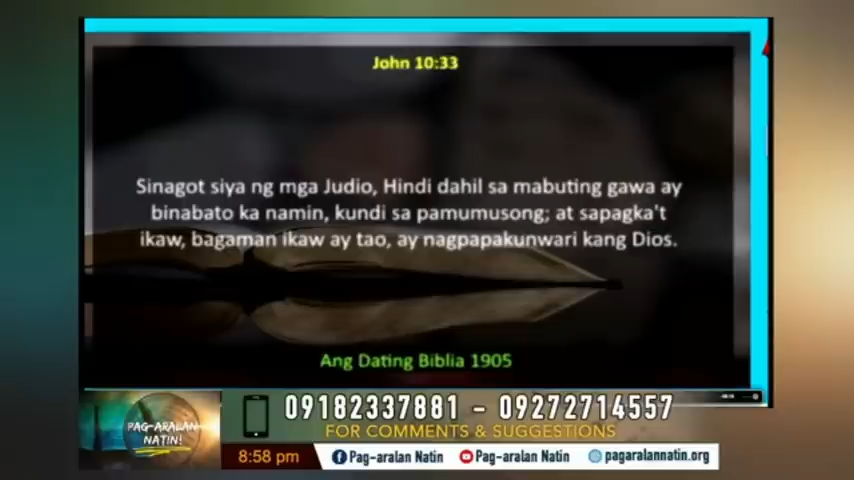 John 10:33
Sinagot siya ng mga Judio, Hindi dahil sa mabuting gawa ay
binabato ka namin, kundi sa pamumusong; at sapagka't
ikaw, bagaman ikaw ay tao, ay nagpapakunwari kang Dios.
Ang Dating Biblia 1905
PAG-ARALAN
NATIN!
09182337881 - 09272714557
FOR COMMENTS & SUGGESTIONS
8:58 pm
Pag-aralan Natin
Pag-aralan Natin
pagaralannatin.org